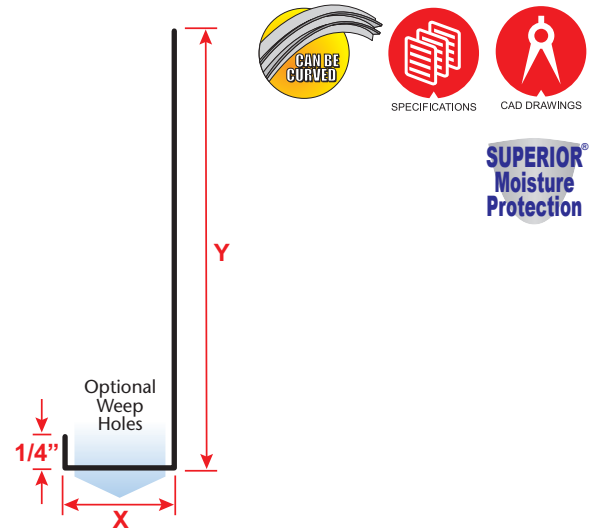 CAN BE
CURVED
SPECIFICATIONS
CAD DRAWINGS
SUPERIOR®
Moisture
Protection
Y
Optional
Weep
Holes
1/4”
X